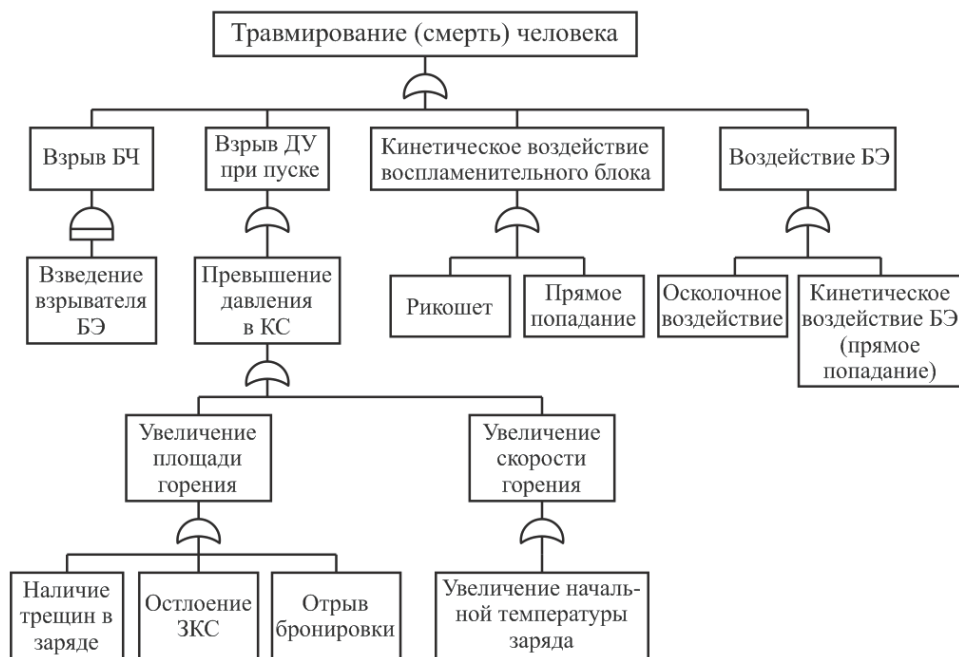 Травмирование (смерть) человека
Взрыв БЧ
Взрыв ДУ
при пуске
Кинетическое воздействие
воспламенительного блока
Воздействие БЭ
Взведение
взрывателя
БЭ
Превышение
давления
в КС
Рикошет
Прямое
попадание
Осколочное
воздействие
Кинетическое
воздействие БЭ
(прямое
попадание)
Увеличение
площади
горения
Увеличение
скорости
горения
Наличие
трещин в
заряде
Остлоение
ЗКС
Отрыв
бронировки
Увеличение началь-
ной температуры
заряда